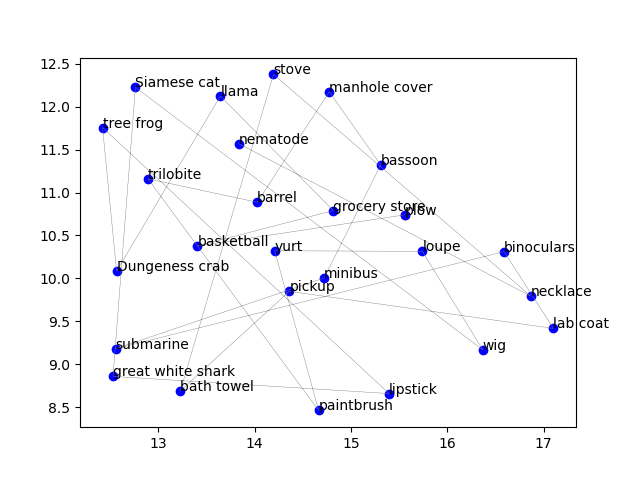 12.5
12.0
11.5
11.0
10.5
10.0
9.5
9.0
8.5
stove
Siamese cat
llama
manhole cover
tree frog
nematode
bassoon
trilobite
barrel
grocery store
plow
basketball
yurt
loupe
binoculars
Dungeness crab
minibus
pickup
necklace
lab coat
submarine
wig
great white shark
bath towel
lipstick
paintbrush
13
14
15
16
17